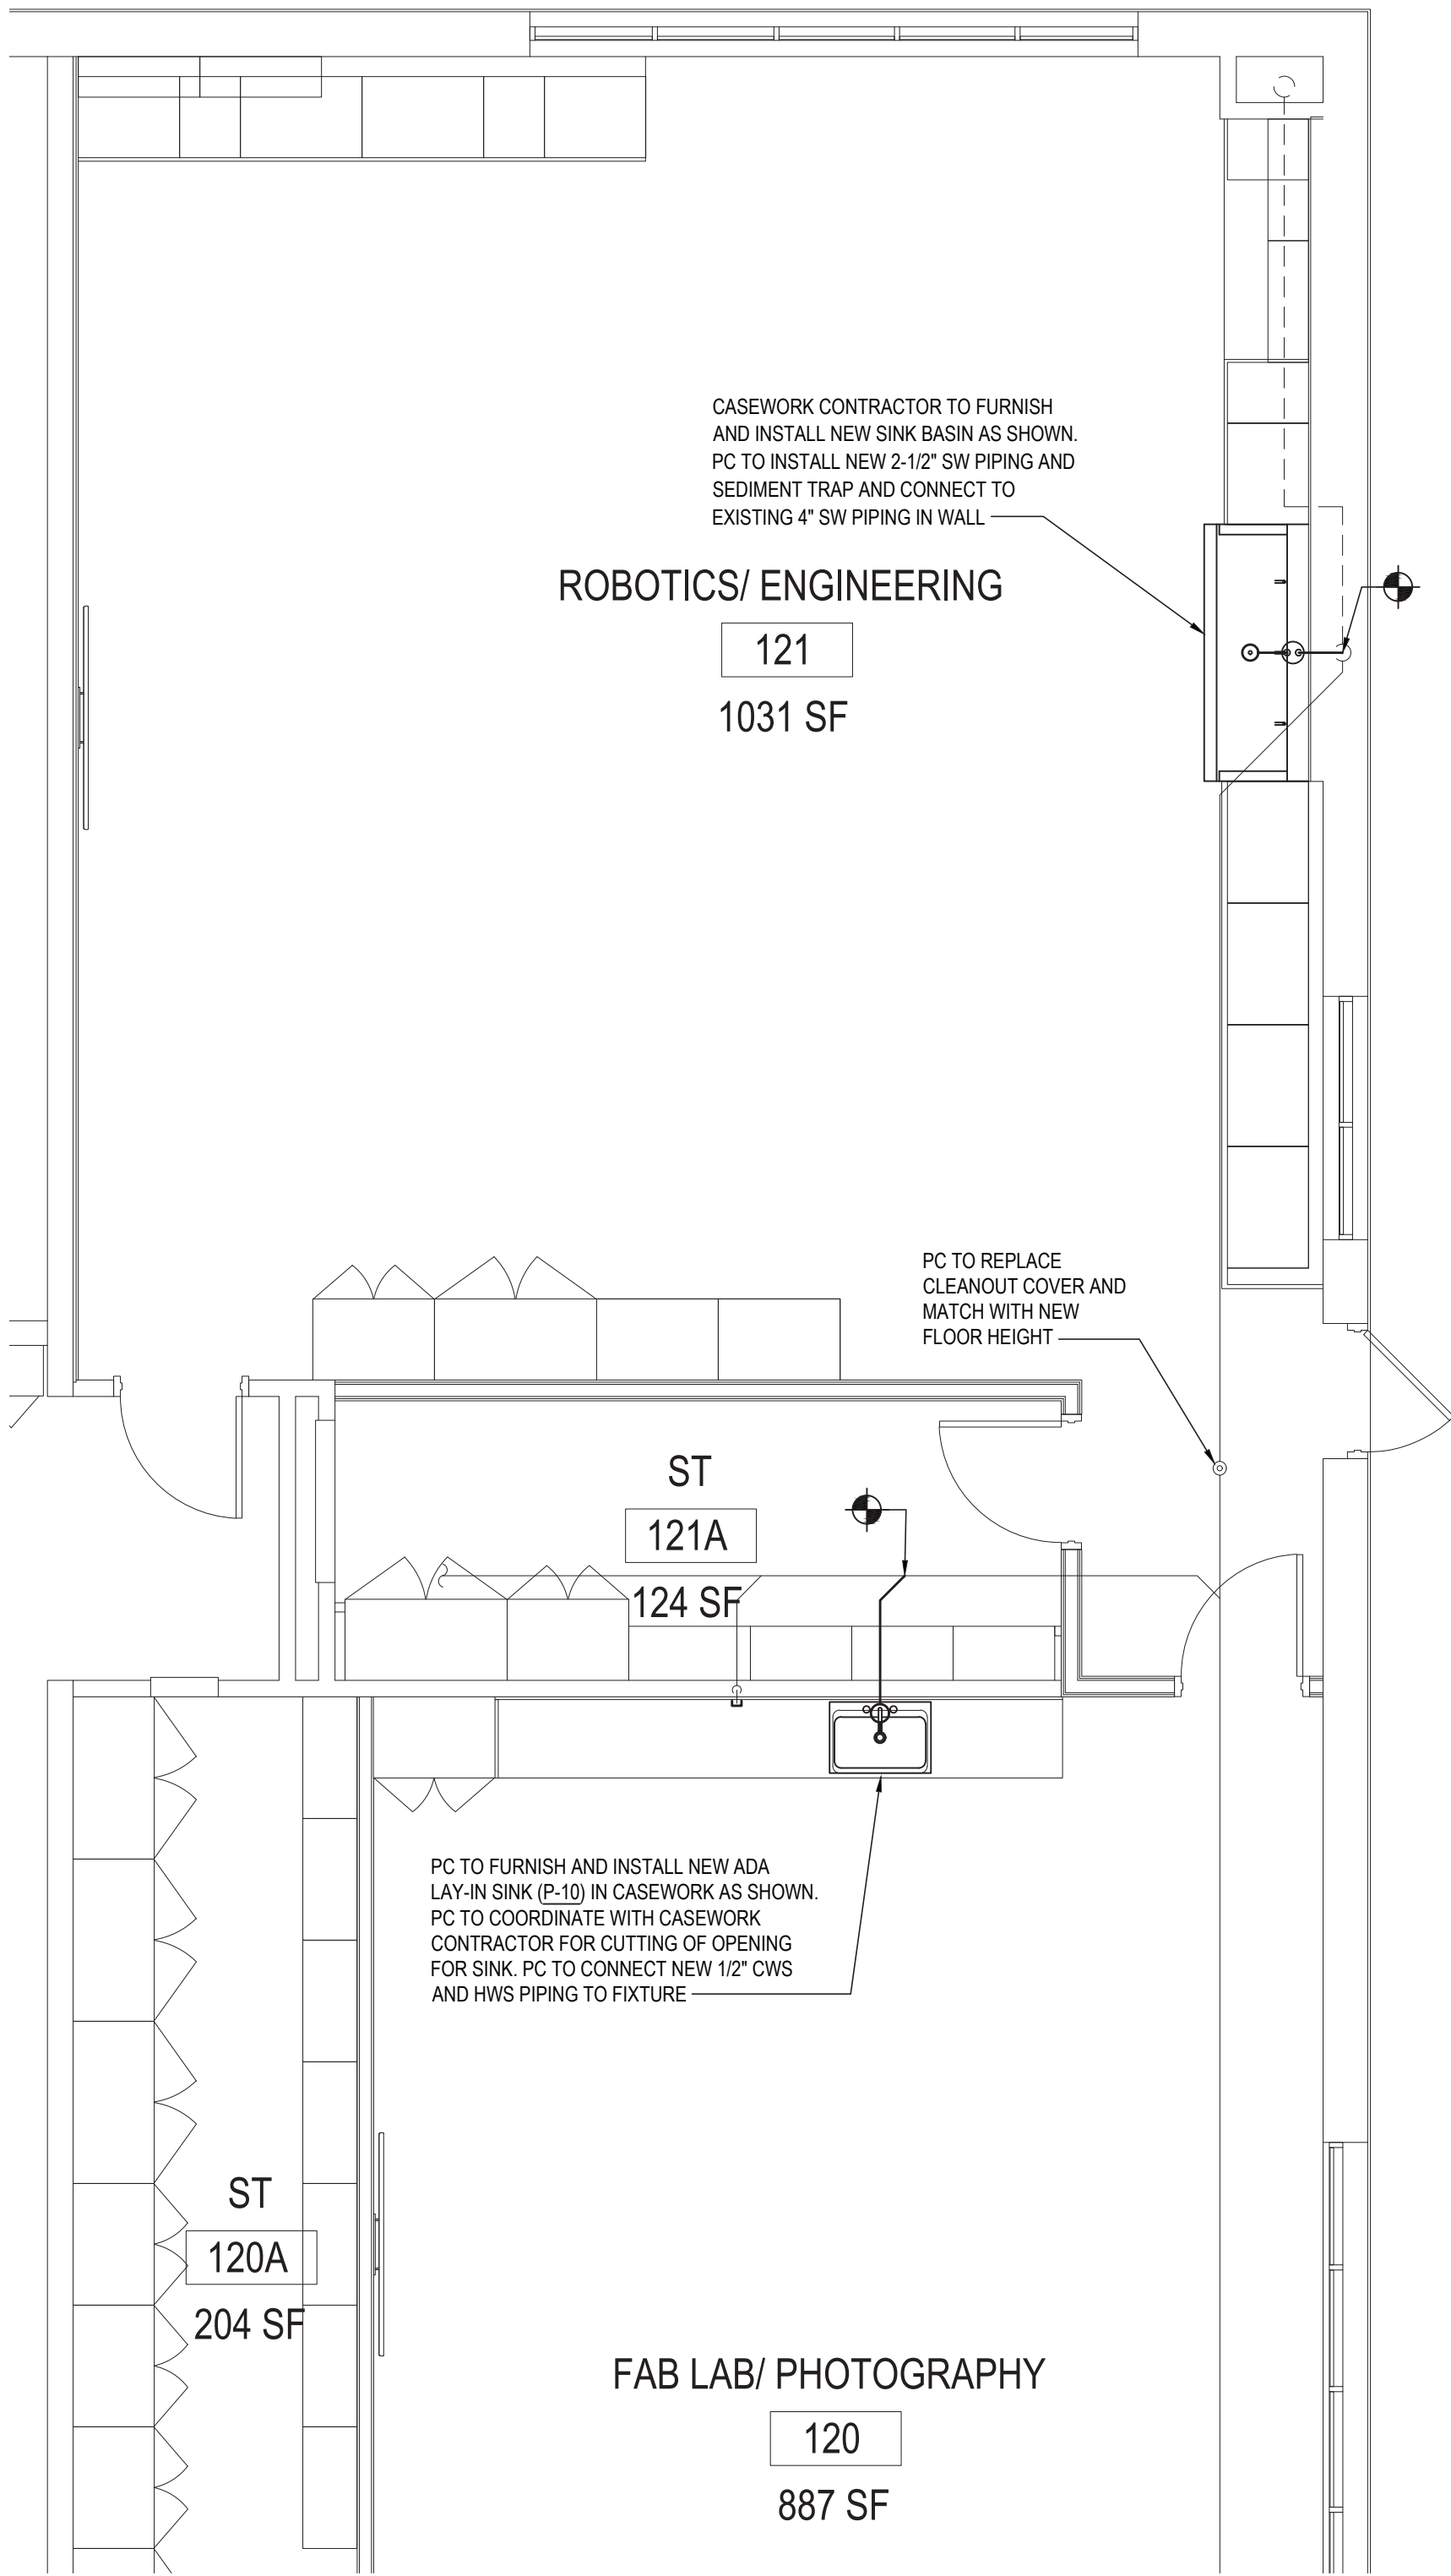 CASEWORK CONTRACTOR TO FURNISH
AND INSTALL NEW SINK BASIN AS SHOWN.
PC TO INSTALL NEW 2-1/2" SW PIPING AND
SEDIMENT TRAP AND CONNECT TO
EXISTING 4" SW PIPING IN WALL
ROBOTICS/ ENGINEERING
121
1031 SF
PC TO REPLACE
CLEANOUT COVER AND
MATCH WITH NEW
FLOOR HEIGHT
ST
121A
124 SF
PC TO FURNISH AND INSTALL NEW ADA
LAY-IN SINK (P-10) IN CASEWORK AS SHOWN.
PC TO COORDINATE WITH CASEWORK
CONTRACTOR FOR CUTTING OF OPENING
FOR SINK. PC TO CONNECT NEW 1/2" CWS
AND HWS PIPING TO FIXTURE
ST
120A
204 SF
FAB LAB/ PHOTOGRAPHY
120
887 SF